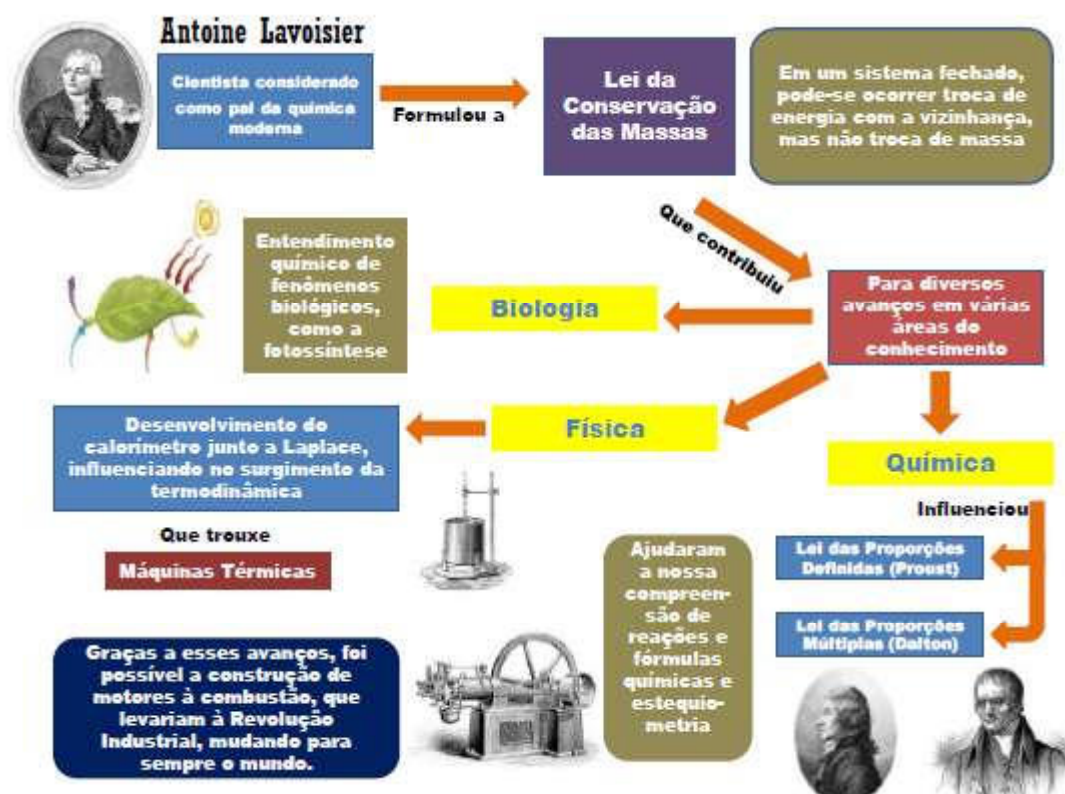 Antoine Lavoisier
Cientista considerado
como pai da química
moderna
Formulou a
Lei da
Conservação
das Massas
Em um sistema fechado,
pode-se ocorrer troca de
energia com a vizinhança,
mas não troca de massa
Que contribuiu
Para diversos
avanços em várias
áreas do
conhecimento
Biologia
Entendimento
químico de
fenômenos
biológicos,
como a
fotossíntese
Física
Desenvolvimento do
calorímetro junto a Laplace,
influenciando no surgimento da
termodinâmica
Que trouxe
Máquinas Térmicas
Graças a esses avanços, foi
possível a construção de
motores à combustão, que
levariam à Revolução
Industrial, mudando para
sempre o mundo.
Química
Influenciou
Lei das Proporções
Definidas (Proust)
Lei das Proporções
Múltiplas (Dalton)
Ajudaram
a nossa
compreen-
são de
reações e
fórmulas
químicas e
estequio-
metria